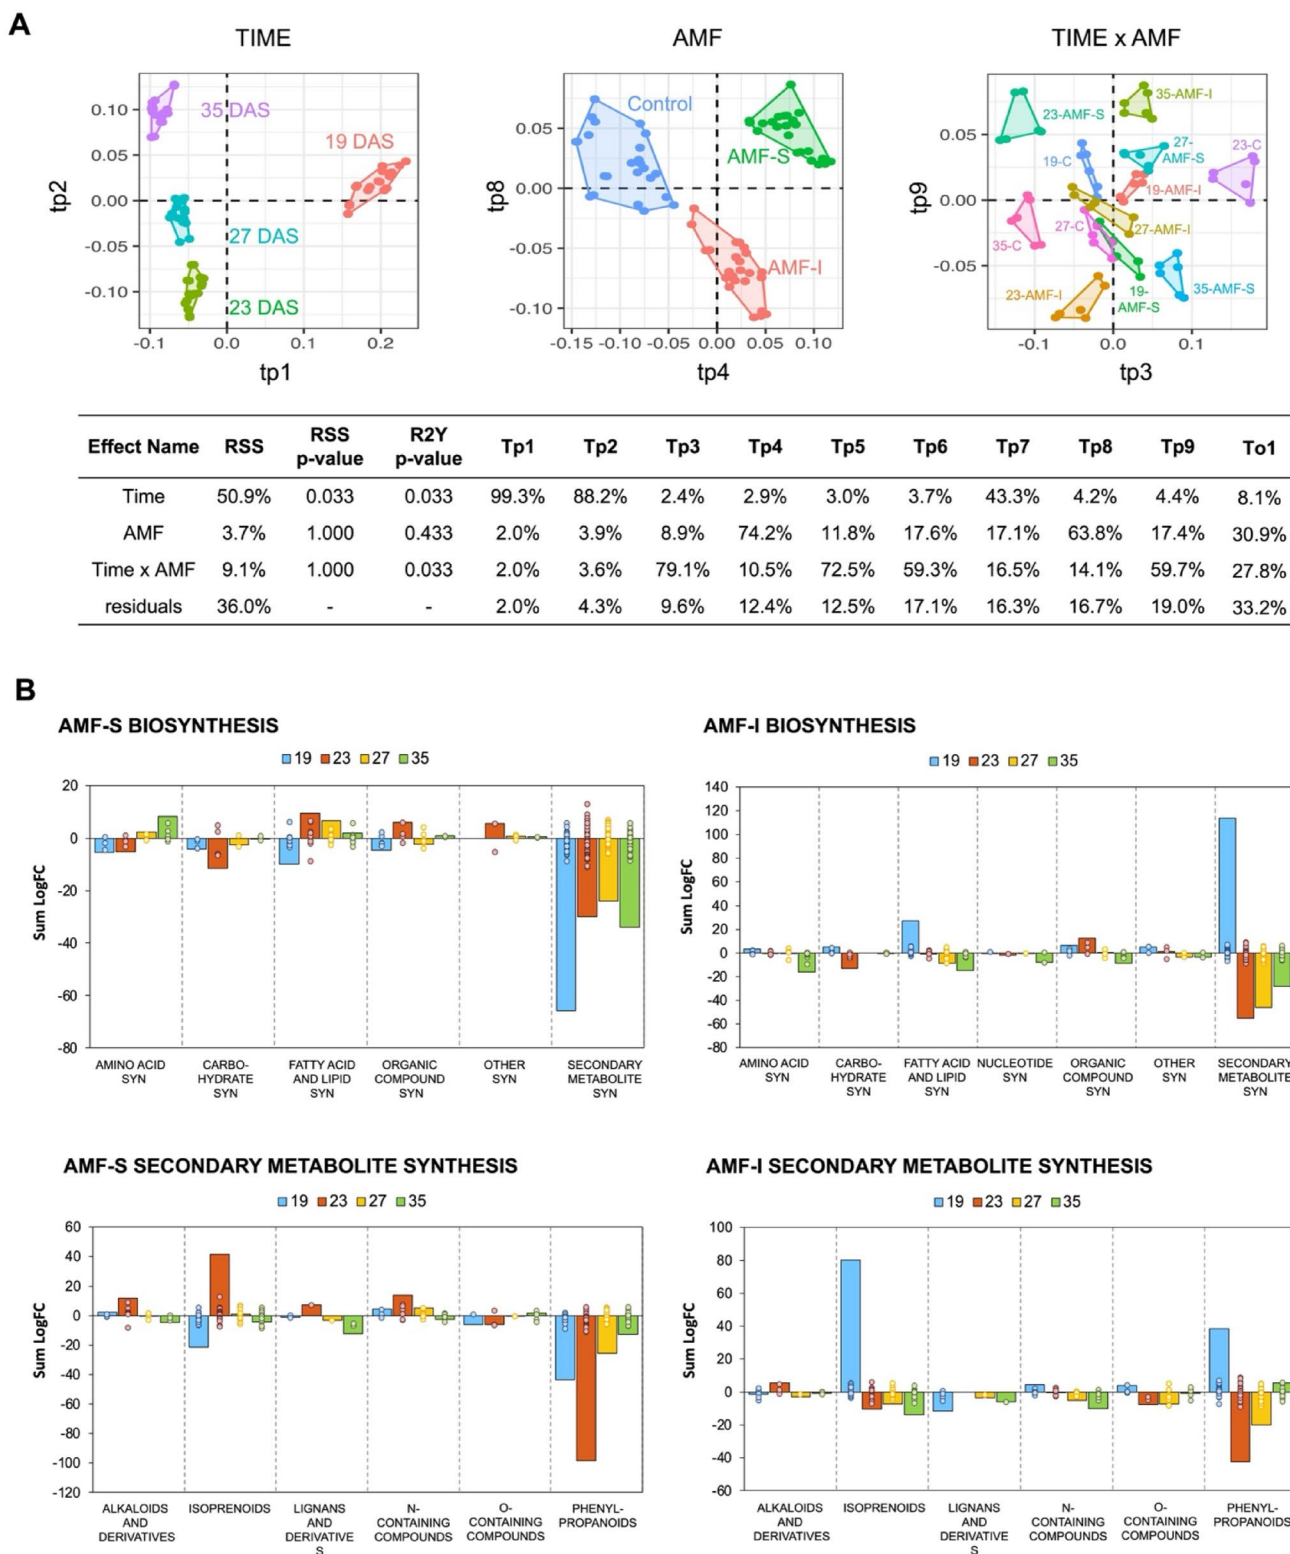 A
TIME
AMF
TIME x AMF
35 DAS
19 DAS
27 DAS
23 DAS
0.10
0.05
0.00
-0.05
-0.10
tp2
-0.1
0.0
0.1
0.2
tp1
Control
AMF-S
AMF-I
0.05
0.00
-0.05
-0.10
tp8
-0.15
-0.10
-0.05
0.00
0.05
0.10
tp4
35-AMF-I
23-AMF-S
27-
AMF-S
23-C
19-C
19-AMF-I
35-C
27-C
27-AMF-I
23-AMF-I
19-
AMF-S
35-AMF-S
0.05
0.00
-0.05
tp9
-0.1
0.0
0.1
tp3
Effect Name RSS RSS p-value R2Y p-value Tp1 Tp2 Tp3 Tp4 Tp5 Tp6 Tp7 Tp8 Tp9 To1
Time 50.9% 0.033 0.033 99.3% 88.2% 2.4% 2.9% 3.0% 3.7% 43.3% 4.2% 4.4% 8.1%
AMF 3.7% 1.000 0.433 2.0% 3.9% 8.9% 74.2% 11.8% 17.6% 17.1% 63.8% 17.4% 30.9%
Time x AMF 9.1% 1.000 0.033 2.0% 3.6% 79.1% 10.5% 72.5% 59.3% 16.5% 14.1% 59.7% 27.8%
residuals 36.0% - - 2.0% 4.3% 9.6% 12.4% 12.5% 17.1% 16.3% 16.7% 19.0% 33.2%
B
AMF-S BIOSYNTHESIS
19 23 27 35
20
0
-20
-40
-60
-80
Sum LogFC
AMINO ACID
SYN
CARBO-
HYDRATE
SYN
FATTY ACID
AND LIPID
SYN
ORGANIC
COMPOUND
SYN
OTHER
SYN
SECONDARY
METABOLITE
SYN
AMF-I BIOSYNTHESIS
19 23 27 35
140
120
100
80
60
40
20
0
-20
-40
-60
-80
Sum LogFC
AMINO ACID
SYN
CARBO-
HYDRATE
SYN
FATTY ACID
AND LIPID
SYN
NUCLEOTIDE
SYN
ORGANIC
COMPOUND
SYN
OTHER
SYN
SECONDARY
METABOLITE
SYN
AMF-S SECONDARY METABOLITE SYNTHESIS
19 23 27 35
60
40
20
0
-20
-40
-60
-80
-100
-120
Sum LogFC
ALKALOIDS
AND
DERIVATIVES
ISOPRENOIDS
LIGNANS
AND
DERIVATIVE
S
N-
CONTAINING
COMPOUNDS
O-
CONTAINING
COMPOUNDS
PHENYL-
PROPANOIDS
AMF-I SECONDARY METABOLITE SYNTHESIS
19 23 27 35
100
80
60
40
20
0
-20
-40
-60
Sum LogFC
ALKALOIDS
AND
DERIVATIVES
ISOPRENOIDS
LIGNANS
AND
DERIVATIVE
S
N-
CONTAINING
COMPOUNDS
O-
CONTAINING
COMPOUNDS
PHENYL-
PROPANOIDS